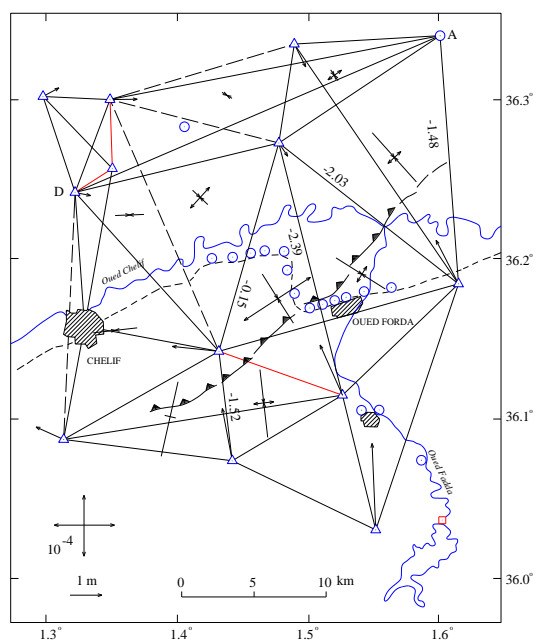 A
36.3°
-1.48
-2.03
D
Oued Chelif
-2.39
36.2°
-0.15
OUED FORDA
CHELIF
-1.52
36.1°
Oued Fadda
10-4
1 m
0 5 10 km
36.0°
1.3° 1.4° 1.5° 1.6°